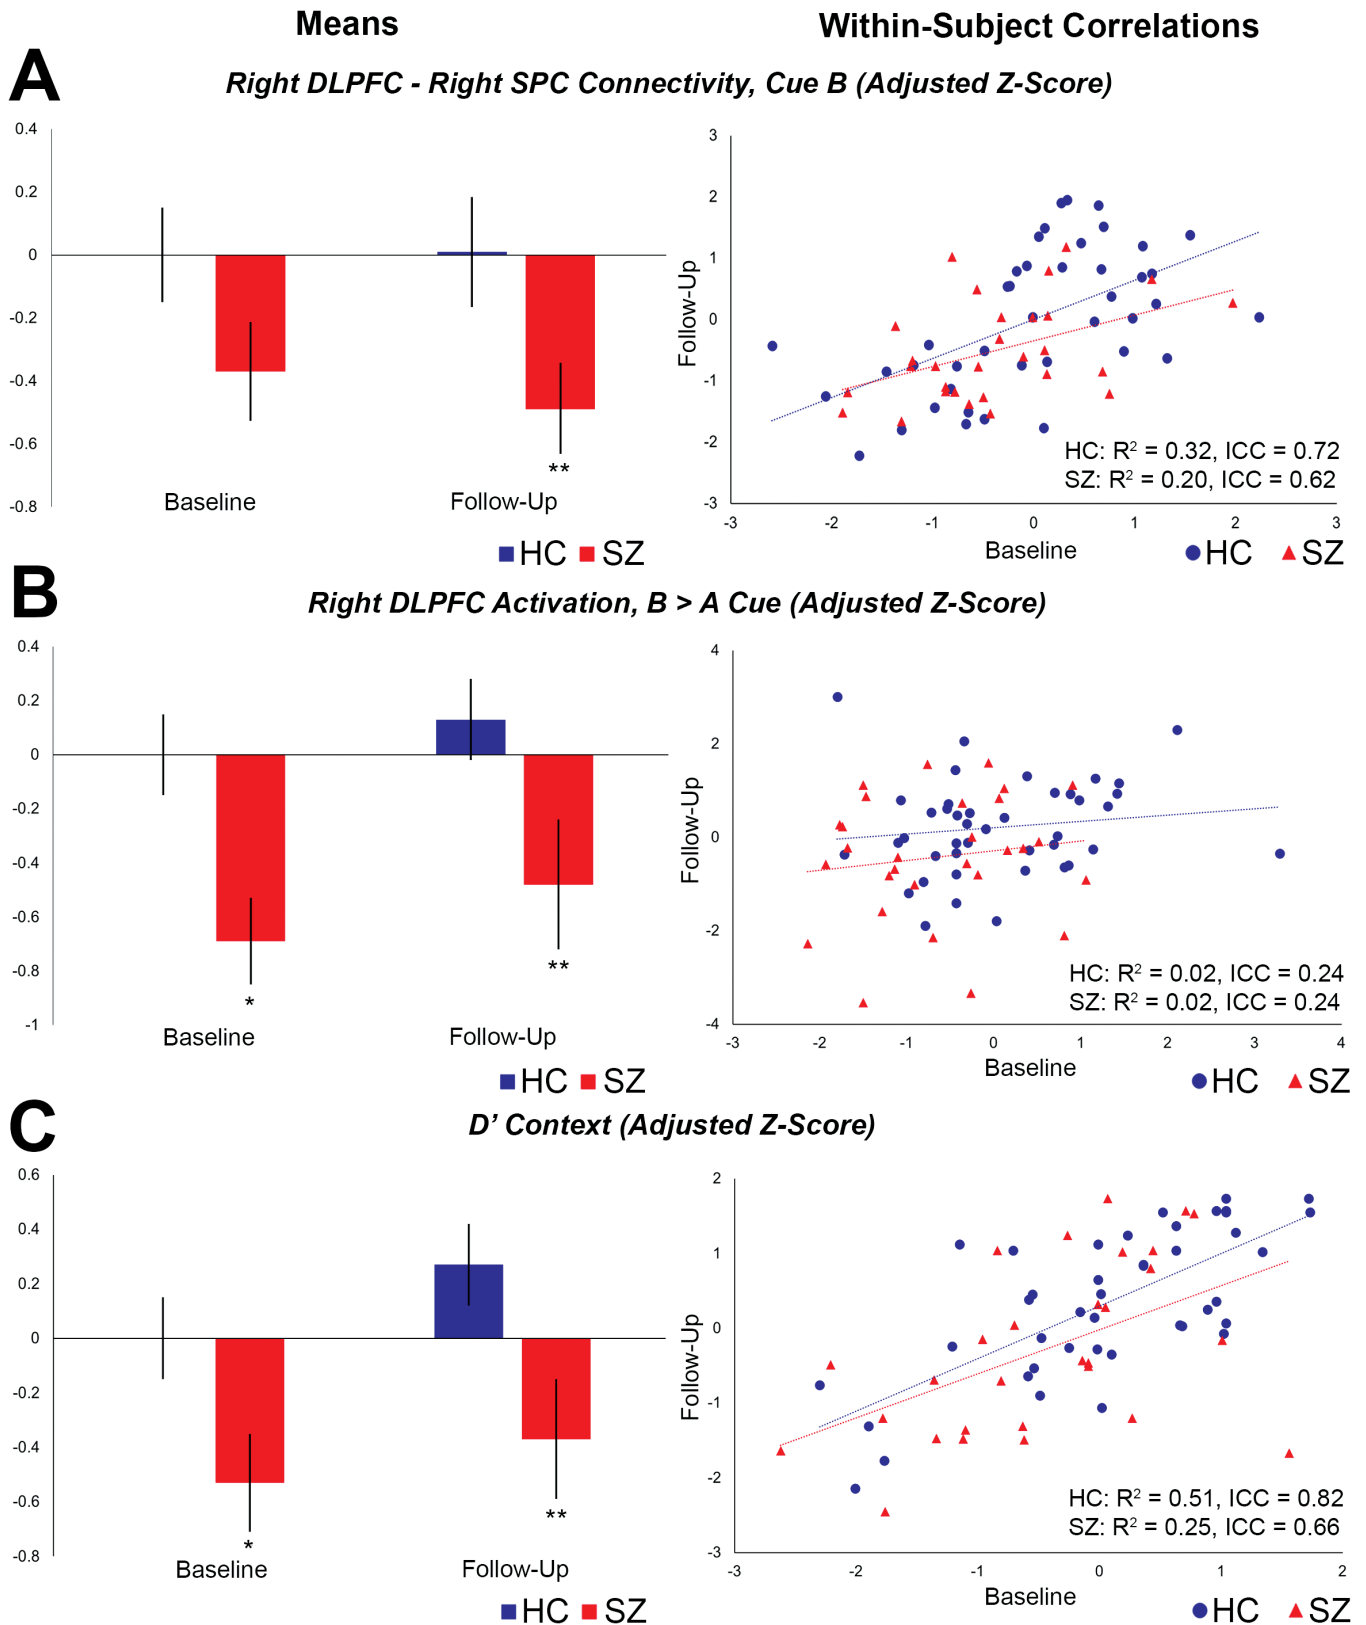 Means
Within-Subject Correlations
A
Right DLPFC - Right SPC Connectivity, Cue B (Adjusted Z-Score)
0.4
0.2
0
-0.2
-0.4
-0.6
-0.8
**
Baseline
Follow-Up
HC SZ
3
2
1
0
-1
-2
-3
Follow-Up
HC: R² = 0.32, ICC = 0.72
SZ: R² = 0.20, ICC = 0.62
-3 -2 -1 0 1 2 3
Baseline
HC SZ
B
Right DLPFC Activation, B > A Cue (Adjusted Z-Score)
0.4
0.2
0
-0.2
-0.4
-0.6
-0.8
-1
* **
Baseline
Follow-Up
HC SZ
4
2
0
-2
-4
Follow-Up
HC: R² = 0.02, ICC = 0.24
SZ: R² = 0.02, ICC = 0.24
-3 -2 -1 0 1 2 3 4
Baseline
HC SZ
C
D’ Context (Adjusted Z-Score)
0.6
0.4
0.2
0
-0.2
-0.4
-0.6
-0.8
* **
Baseline
Follow-Up
HC SZ
2
1
0
-1
-2
-3
Follow-Up
HC: R² = 0.51, ICC = 0.82
SZ: R² = 0.25, ICC = 0.66
-3 -2 -1 0 1 2
Baseline
HC SZ